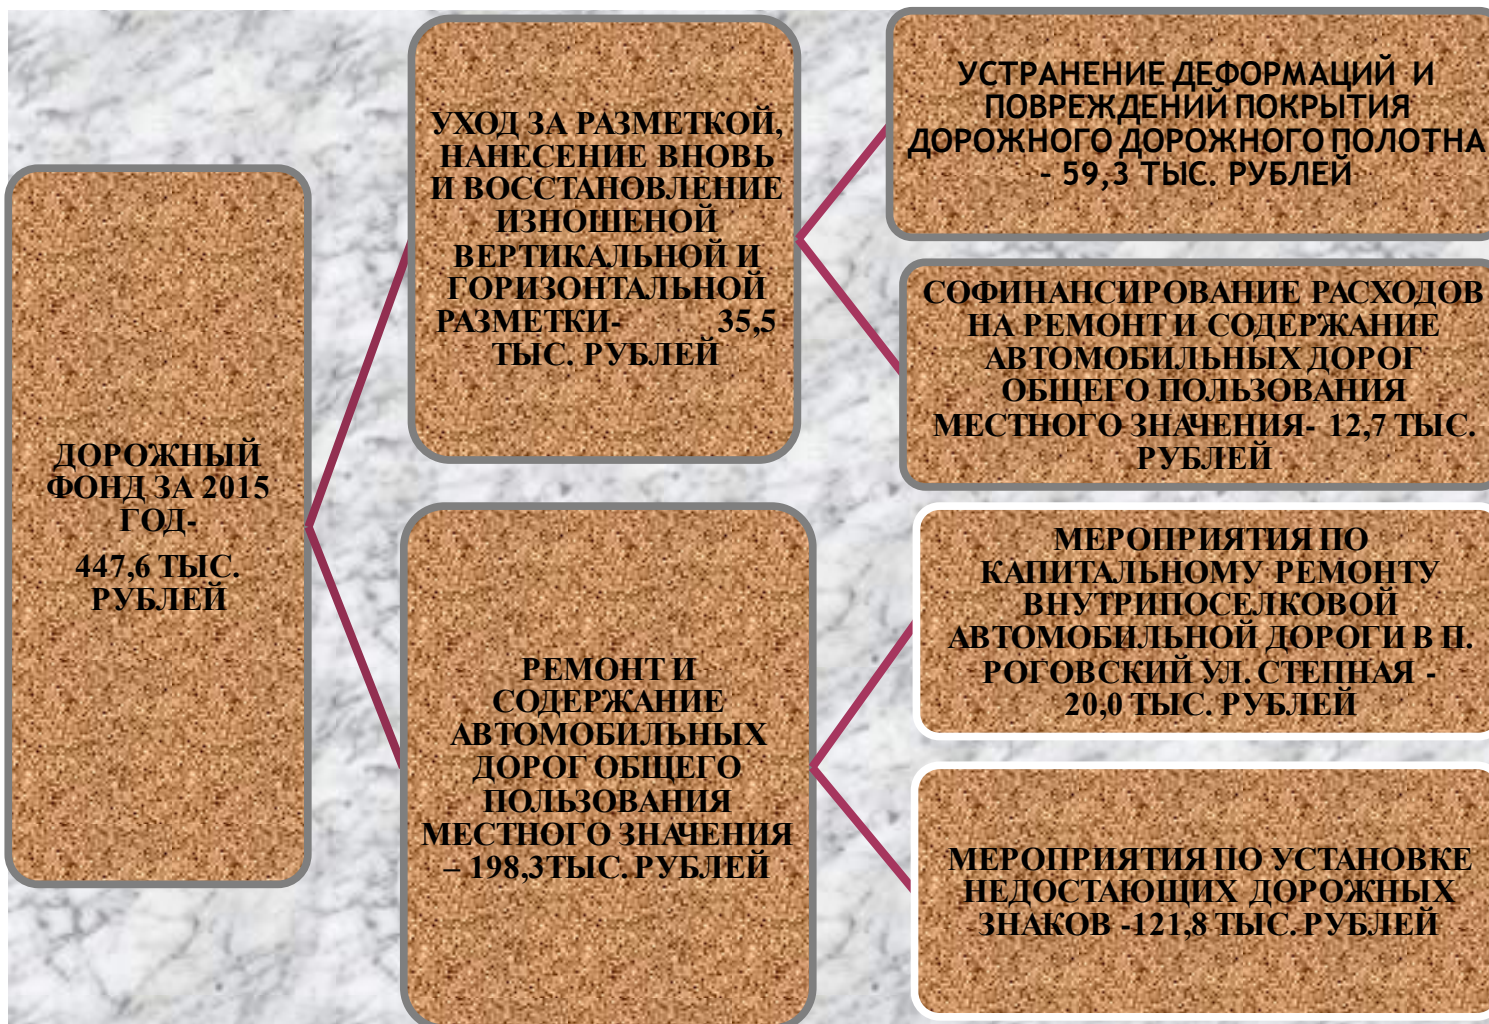 ДОРОЖНЫЙ
ФОНД ЗА 2015
ГОД-
447,6 ТЫС.
РУБЛЕЙ
УХОД ЗА РАЗМЕТКОЙ,
НАНЕСЕНИЕ ВНОВЬ
И ВОССТАНОВЛЕНИЕ
ИЗНОШЕНОЙ
ВЕРТИКАЛЬНОЙ И
ГОРИЗОНТАЛЬНОЙ
РАЗМЕТКИ- 35,5
ТЫС. РУБЛЕЙ
УСТРАНЕНИЕ ДЕФОРМАЦИЙ И
ПОВРЕЖДЕНИЙ ПОКРЫТИЯ
ДОРОЖНОГО ДОРОЖНОГО ПОЛОТНА
- 59,3 ТЫС. РУБЛЕЙ
СОФИНАНСИРОВАНИЕ РАСХОДОВ
НА РЕМОНТ И СОДЕРЖАНИЕ
АВТОМОБИЛЬНЫХ ДОРОГ
ОБЩЕГО ПОЛЬЗОВАНИЯ
МЕСТНОГО ЗНАЧЕНИЯ- 12,7 ТЫС.
РУБЛЕЙ
РЕМОНТ И
СОДЕРЖАНИЕ
АВТОМОБИЛЬНЫХ
ДОРОГ ОБЩЕГО
ПОЛЬЗОВАНИЯ
МЕСТНОГО ЗНАЧЕНИЯ
– 198,3ТЫС. РУБЛЕЙ
МЕРОПРИЯТИЯ ПО
КАПИТАЛЬНОМУ РЕМОНТУ
ВНУТРИПОСЕЛКОВОЙ
АВТОМОБИЛЬНОЙ ДОРОГИ В П.
РОГОВСКИЙ УЛ. СТЕПНАЯ -
20,0 ТЫС. РУБЛЕЙ
МЕРОПРИЯТИЯ ПО УСТАНОВКЕ
НЕДОСТАЮЩИХ ДОРОЖНЫХ
ЗНАКОВ -121,8 ТЫС. РУБЛЕЙ